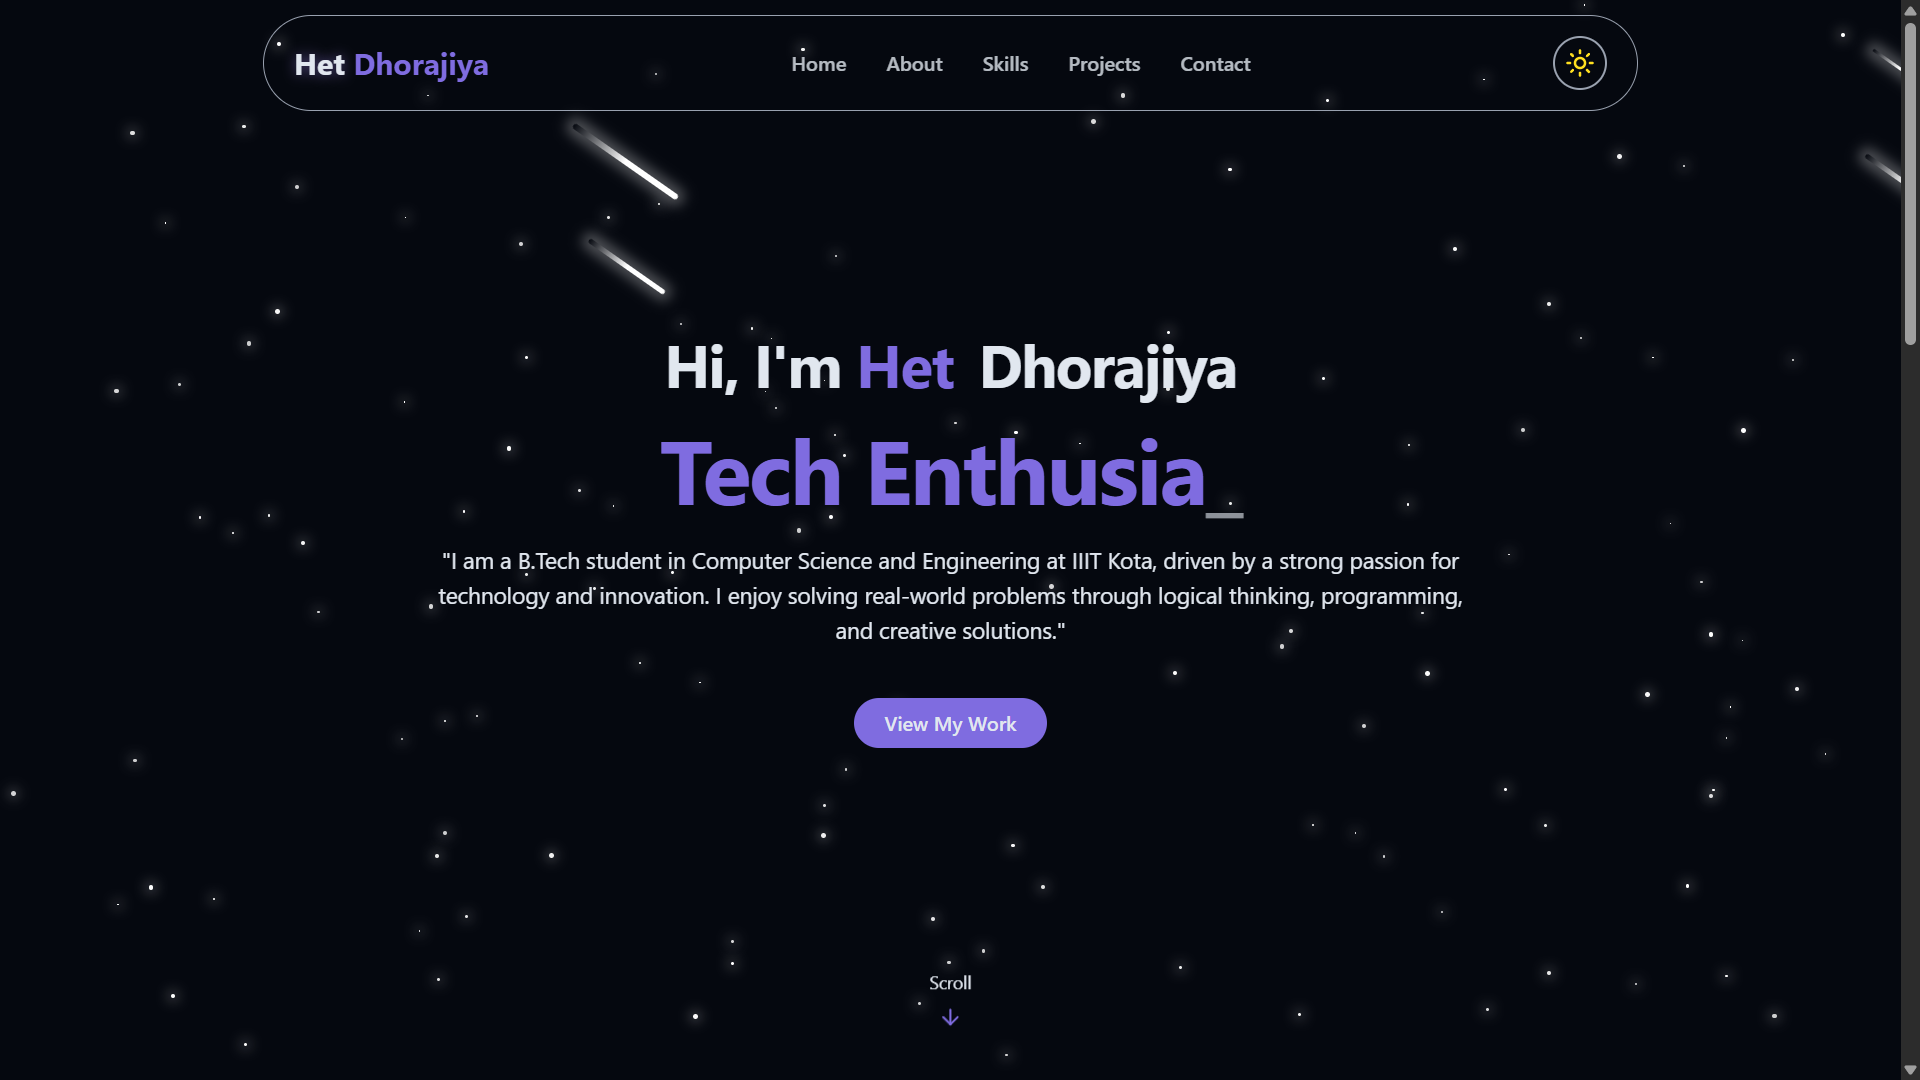 Het Dhorajiya
Home About Skills Projects Contact
Hi, I'm Het Dhorajiya
Tech Enthusia_
"I am a B.Tech student in Computer Science and Engineering at IIIT Kota, driven by a strong passion for
technology and innovation. I enjoy solving real-world problems through logical thinking, programming,
and creative solutions."
View My Work
Scroll